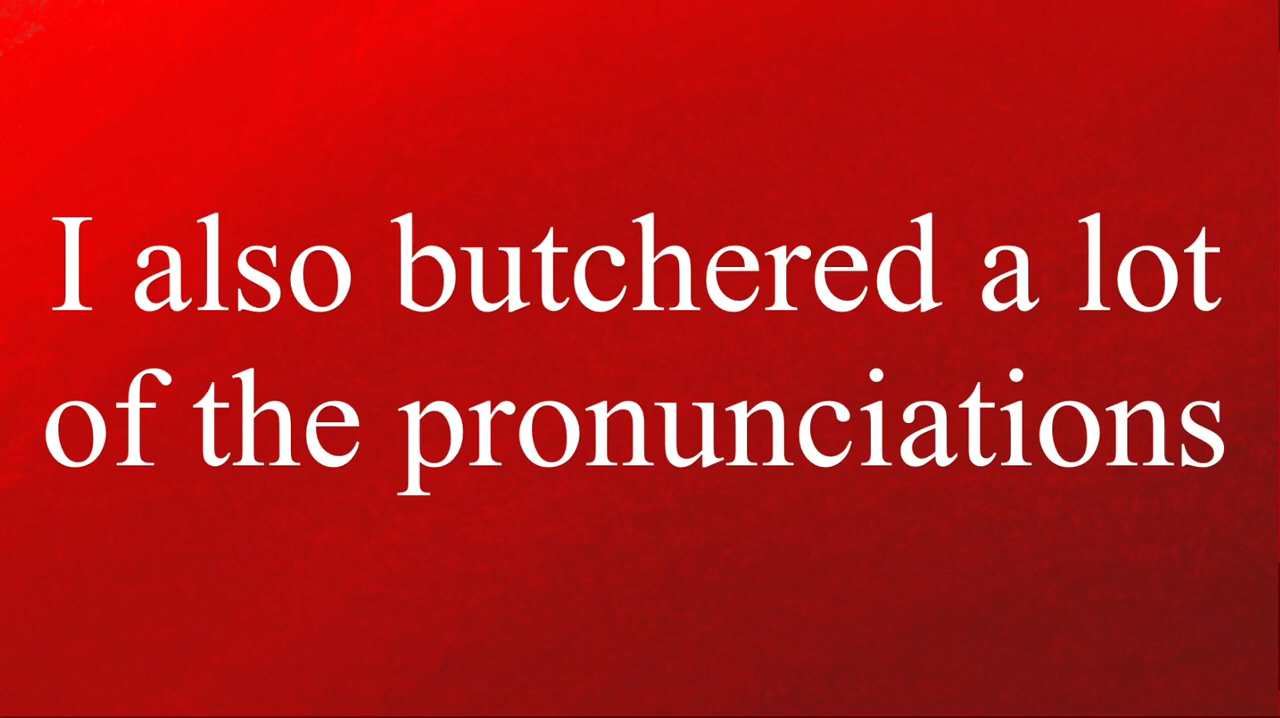 I also butchered a lot
of the pronunciations